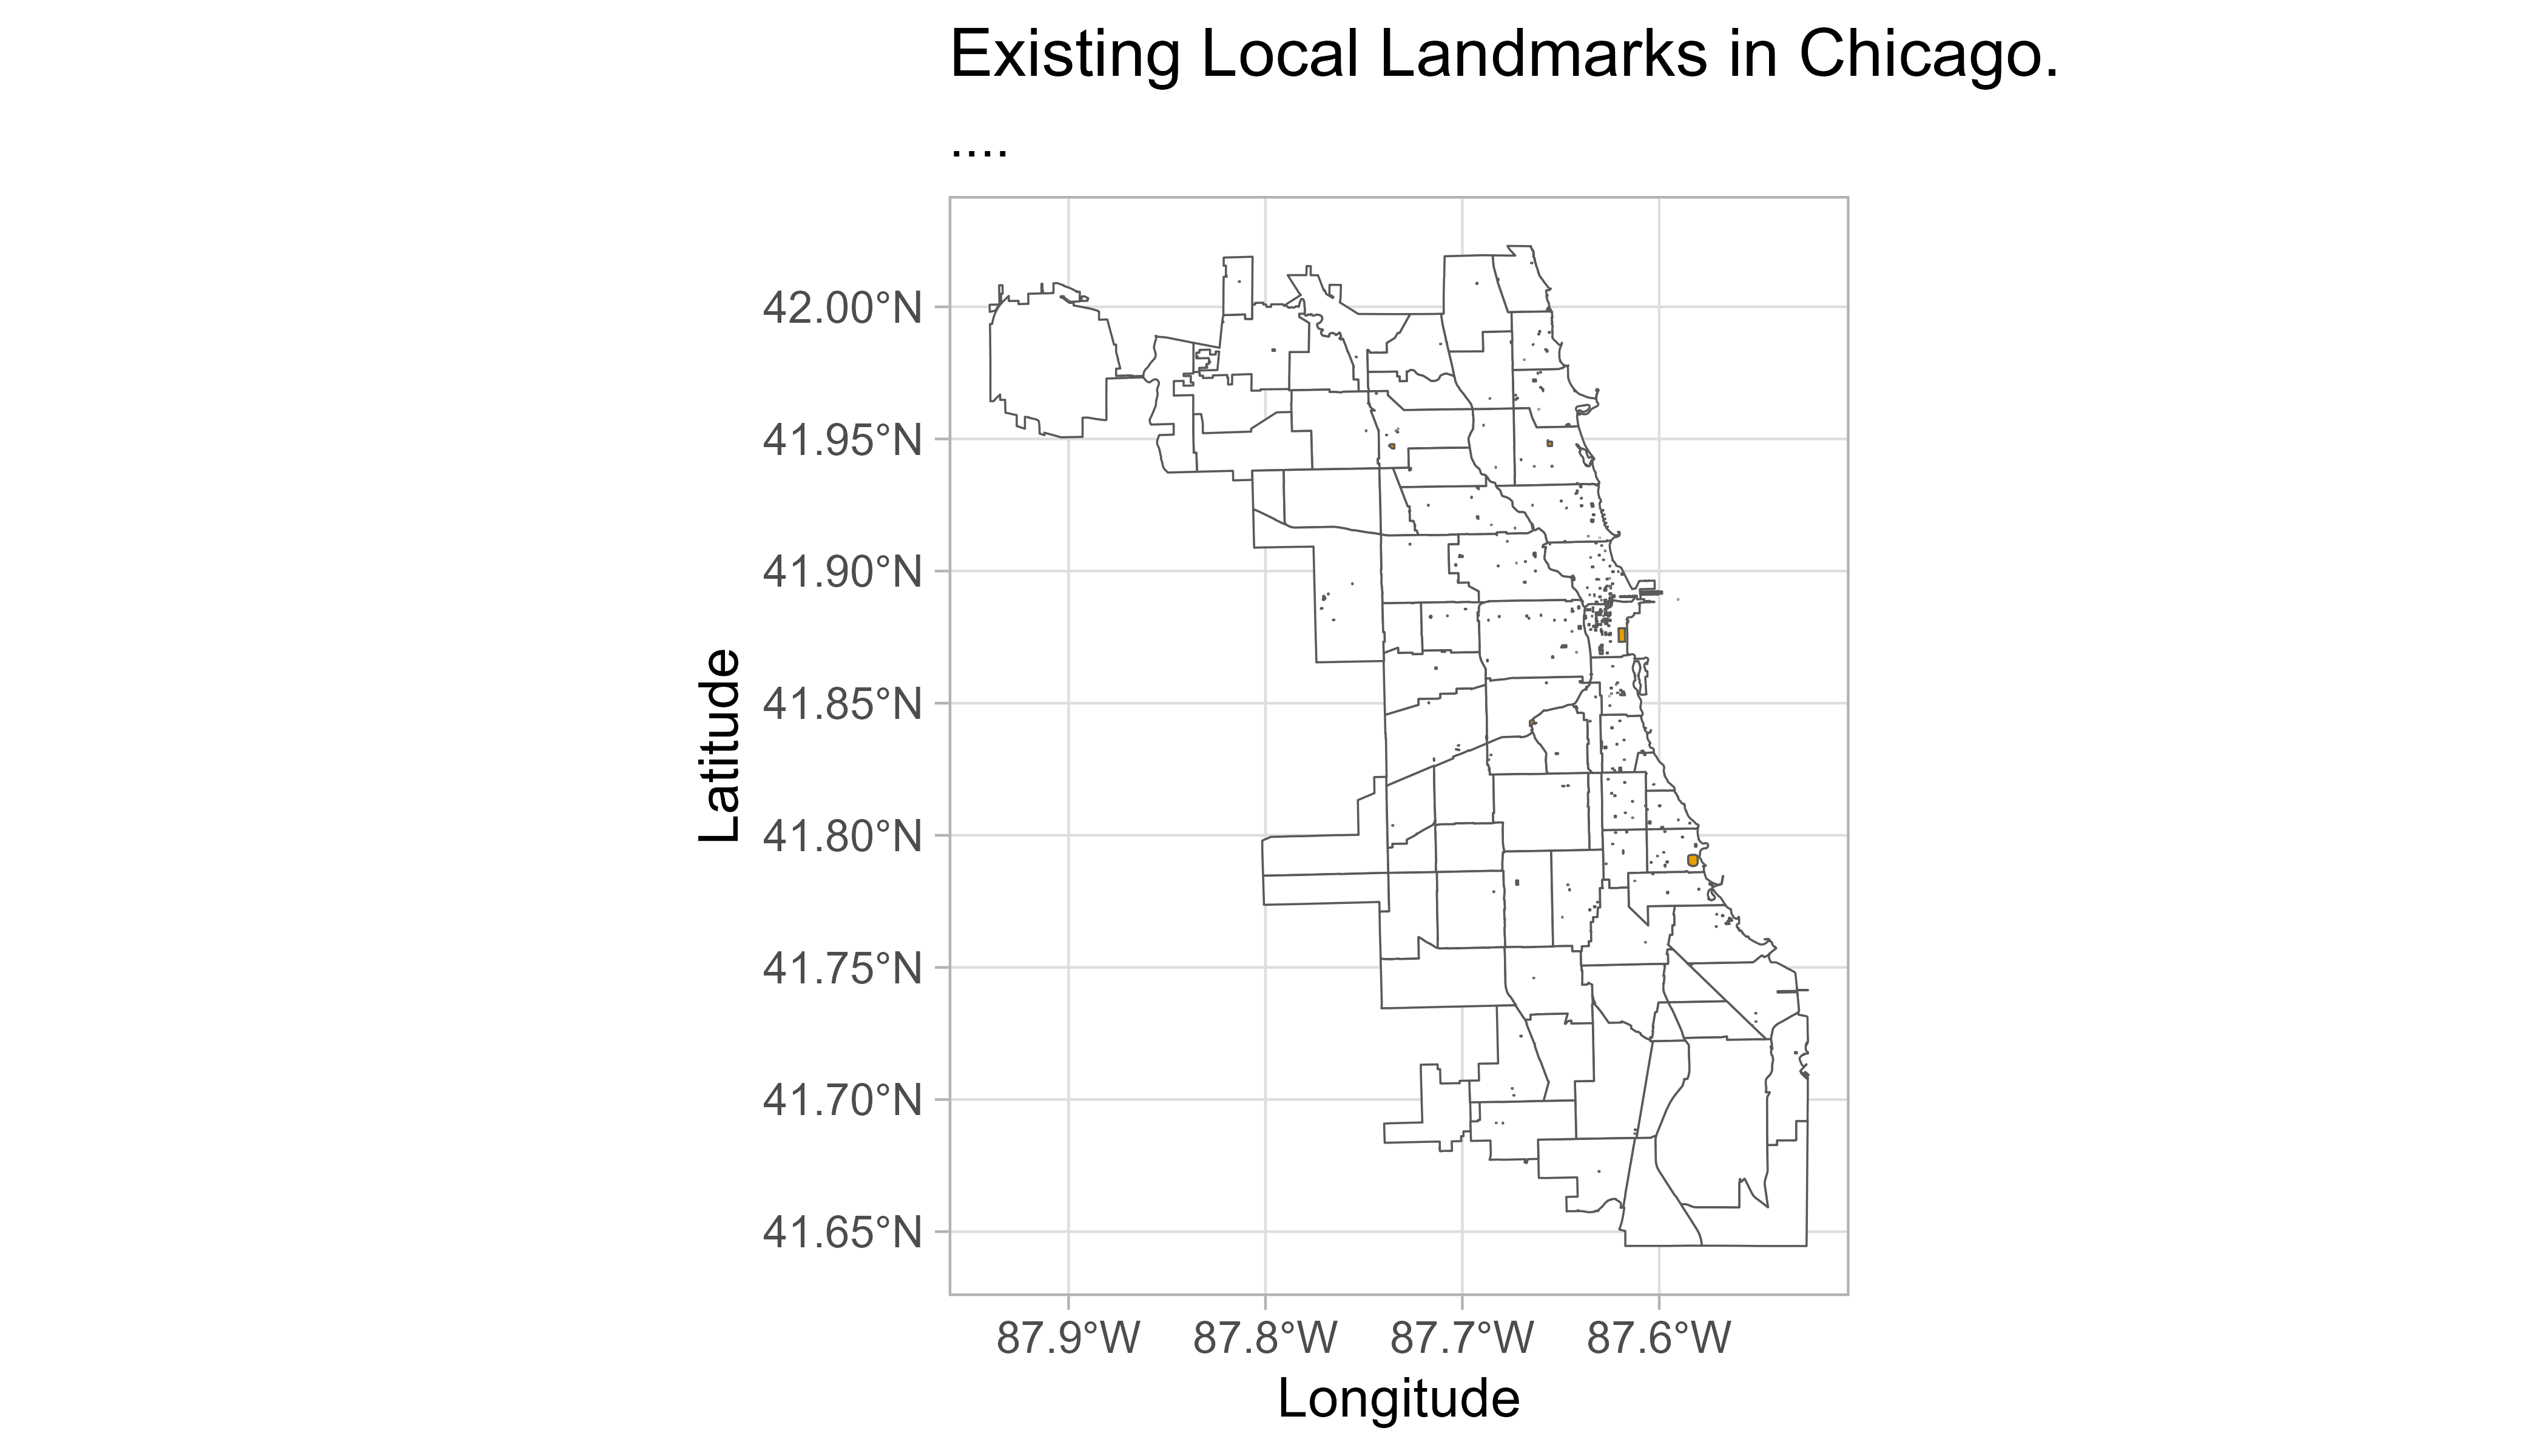 Existing Local Landmarks in Chicago.
....
42.00°N
41.95°N
41.90°N
41.85°N
41.80°N
41.75°N
41.70°N
41.65°N
Latitude
87.9°W 87.8°W 87.7°W 87.6°W
Longitude